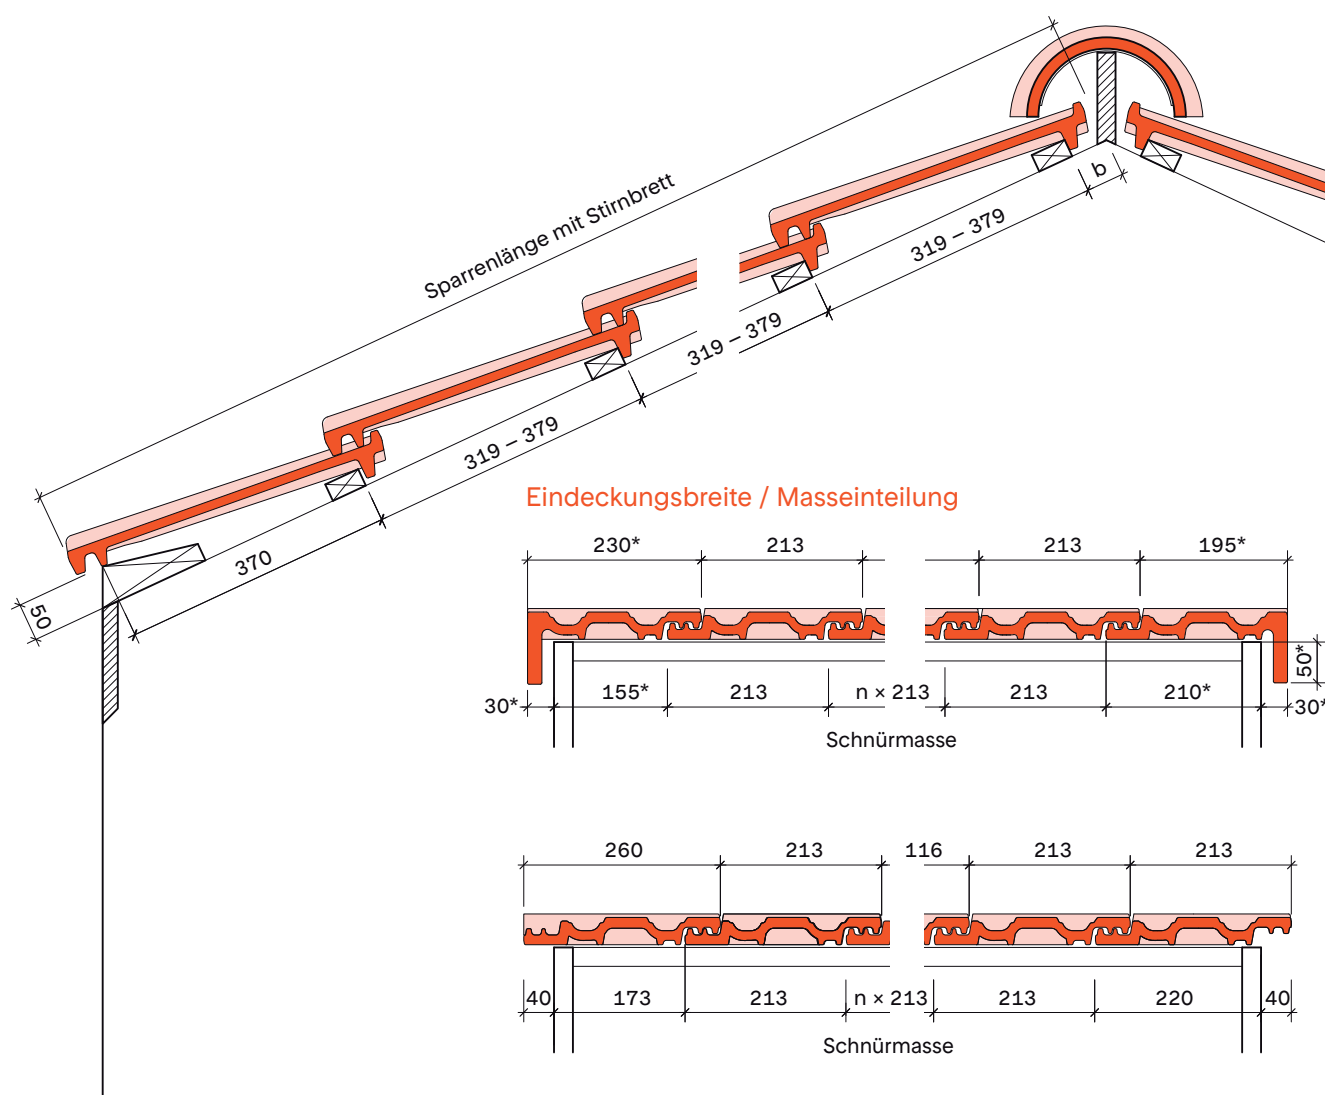 Sparrenlänge mit Stirnbrett
b
319 – 379
319 – 379
319 – 379
370
50
Eindeckungsbreite / Masseinteilung
230* 213 213 195*
50*
30* 155* 213 n × 213 213 210* 30*
Schnürmasse
260 213 116 213 213
40 173 213 n × 213 213 220 40
Schnürmasse